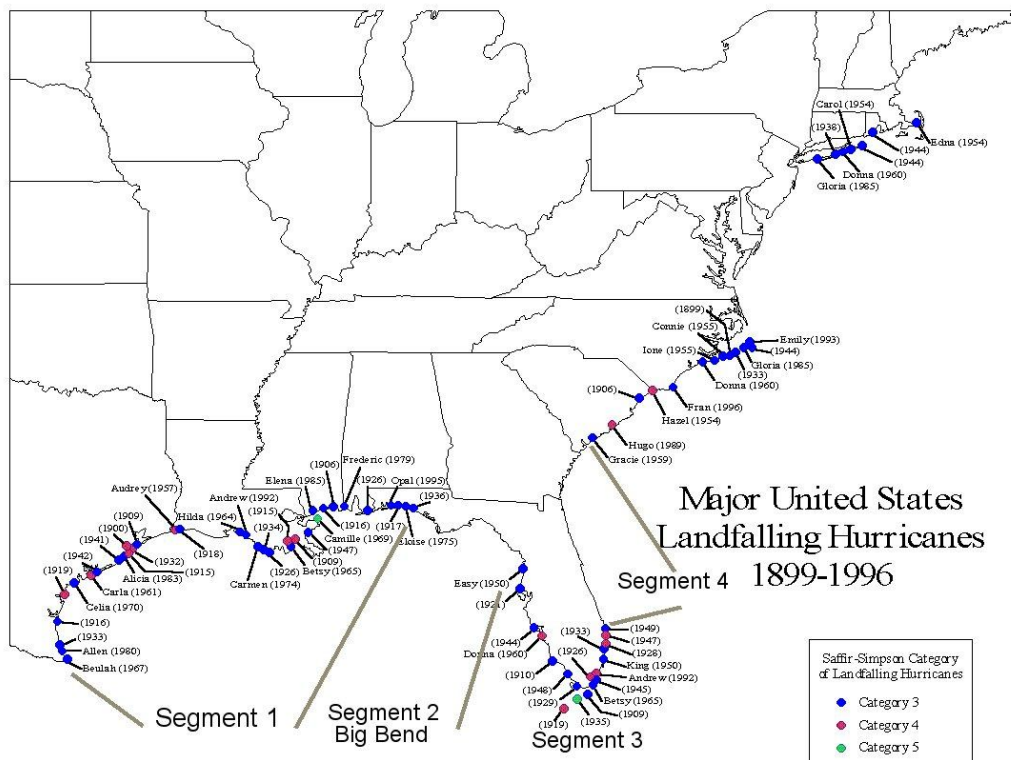 Carol (1954)
(1938)
Edna (1954)
(1944)
(1944)
Donna (1960)
Gloria (1985)
(1899)
Connie (1955)
Emily (1993)
Ione (1955)
(1944)
Gloria (1985)
(1933)
Donna (1960)
(1906)
Fran (1996)
Hazel (1954)
Hugo (1989)
Gracie (1959)
Major United States
Landfalling Hurricanes
1899-1996
Frederic (1979)
(1906)
Elena (1985)
(1926)
Opal (1995)
(1936)
Audrey (1957)
Andrew (1992)
(1915)
Hilda (1964)
(1934)
(1909)
(1900)
(1941)
(1942)
(1919)
(1916)
(1917)
Camille (1969)
Eloise (1975)
(1947)
(1918)
(1909)
(1932)
Betsy (1965)
(1915)
(1926)
Alicia (1983)
Carmen (1974)
Carla (1961)
Celia (1970)
(1916)
(1933)
Allen (1980)
Beulah (1967)
Segment 4
Easy (1950)
(1921)
(1944)
Donna (1960)
(1910)
(1948)
(1929)
(1919)
(1949)
(1933)
(1947)
(1928)
(1926)
King (1950)
Andrew (1992)
(1945)
Betsy (1965)
(1909)
(1935)
Segment 1
Segment 2
Big Bend
Segment 3
Saffir-Simpson Category
of Landfalling Hurricanes
Category 3
Category 4
Category 5